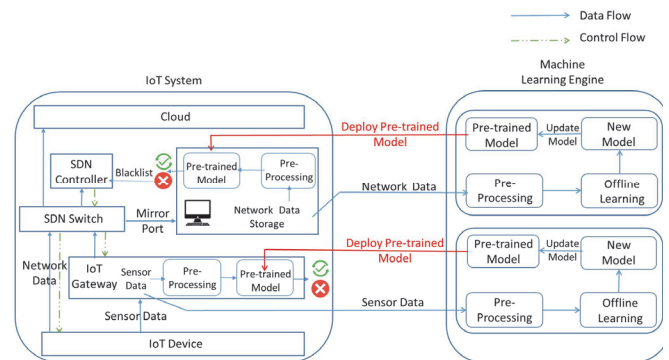 Data Flow
Control Flow
IoT System
Machine
Learning Engine
Cloud
SDN
Controller
Blacklist
Pre-trained
Model
Pre-
Processing
Network Data
Storage
SDN Switch
Mirror
Port
Network
Data
IoT
Gateway
Sensor
Data
Pre-
Processing
Pre-trained
Model
Sensor Data
IoT Device
Deploy Pre-trained
Model
Network Data
Deploy Pre-trained
Model
Sensor Data
Pre-trained
Model
Update
Model
New
Model
Pre-
Processing
Offline
Learning
Pre-trained
Model
Update
Model
New
Model
Pre-
Processing
Offline
Learning